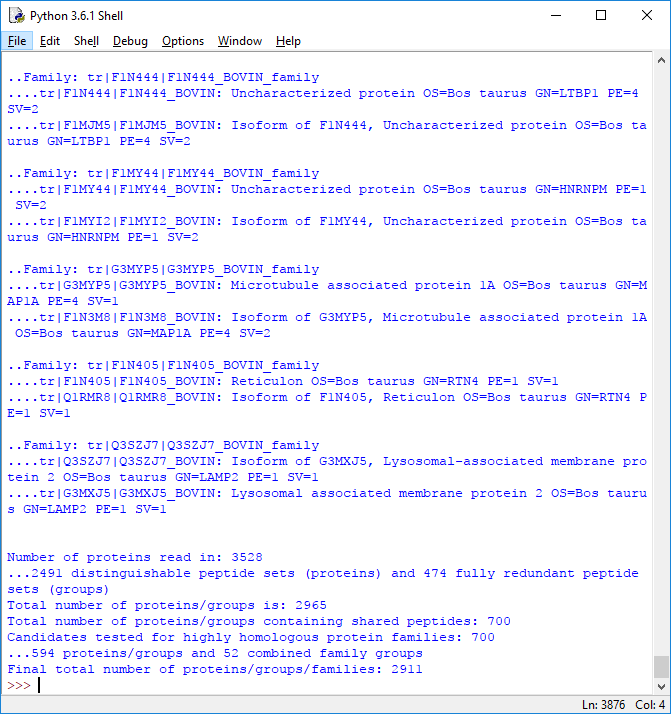 Python 3.6.1 Shell
File Edit Shell Debug Options Window Help
..Family: tr|F1N444|F1N444_BOVIN_family
....tr|F1N444|F1N444_BOVIN: Uncharacterized protein OS=Bos taurus GN=LTBP1 PE=4
SV=2
....tr|F1MJM5|F1MJM5_BOVIN: Isoform of F1N444, Uncharacterized protein OS=Bos ta
urus GN=LTBP1 PE=4 SV=2
..Family: tr|F1MY44|F1MY44_BOVIN_family
....tr|F1MY44|F1MY44_BOVIN: Uncharacterized protein OS=Bos taurus GN=HNRNPM PE=1
SV=2
....tr|F1MYI2|F1MYI2_BOVIN: Isoform of F1MY44, Uncharacterized protein OS=Bos ta
urus GN=HNRNPM PE=1 SV=2
..Family: tr|G3MYP5|G3MYP5_BOVIN_family
....tr|G3MYP5|G3MYP5_BOVIN: Microtubule associated protein 1A OS=Bos taurus GN=M
AP1A PE=4 SV=1
....tr|F1N3M8|F1N3M8_BOVIN: Isoform of G3MYP5, Microtubule associated protein 1A
OS=Bos taurus GN=MAP1A PE=4 SV=2
..Family: tr|F1N405|F1N405_BOVIN_family
....tr|F1N405|F1N405_BOVIN: Reticulon OS=Bos taurus GN=RTN4 PE=1 SV=1
....tr|Q1RMR8|Q1RMR8_BOVIN: Isoform of F1N405, Reticulon OS=Bos taurus GN=RTN4 P
E=1 SV=1
..Family: tr|Q3SZJ7|Q3SZJ7_BOVIN_family
....tr|Q3SZJ7|Q3SZJ7_BOVIN: Isoform of G3MXJ5, Lysosomal-associated membrane pro
tein 2 OS=Bos taurus GN=LAMP2 PE=1 SV=1
....tr|G3MXJ5|G3MXJ5_BOVIN: Lysosomal associated membrane protein 2 OS=Bos tauru
s GN=LAMP2 PE=1 SV=1
Number of proteins read in: 3528
...2491 distinguishable peptide sets (proteins) and 474 fully redundant peptide
sets (groups)
Total number of proteins/groups is: 2965
Total number of proteins/groups containing shared peptides: 700
Candidates tested for highly homologous protein families: 700
...594 proteins/groups and 52 combined family groups
Final total number of proteins/groups/families: 2911
>>>
Ln: 3876 Col: 4